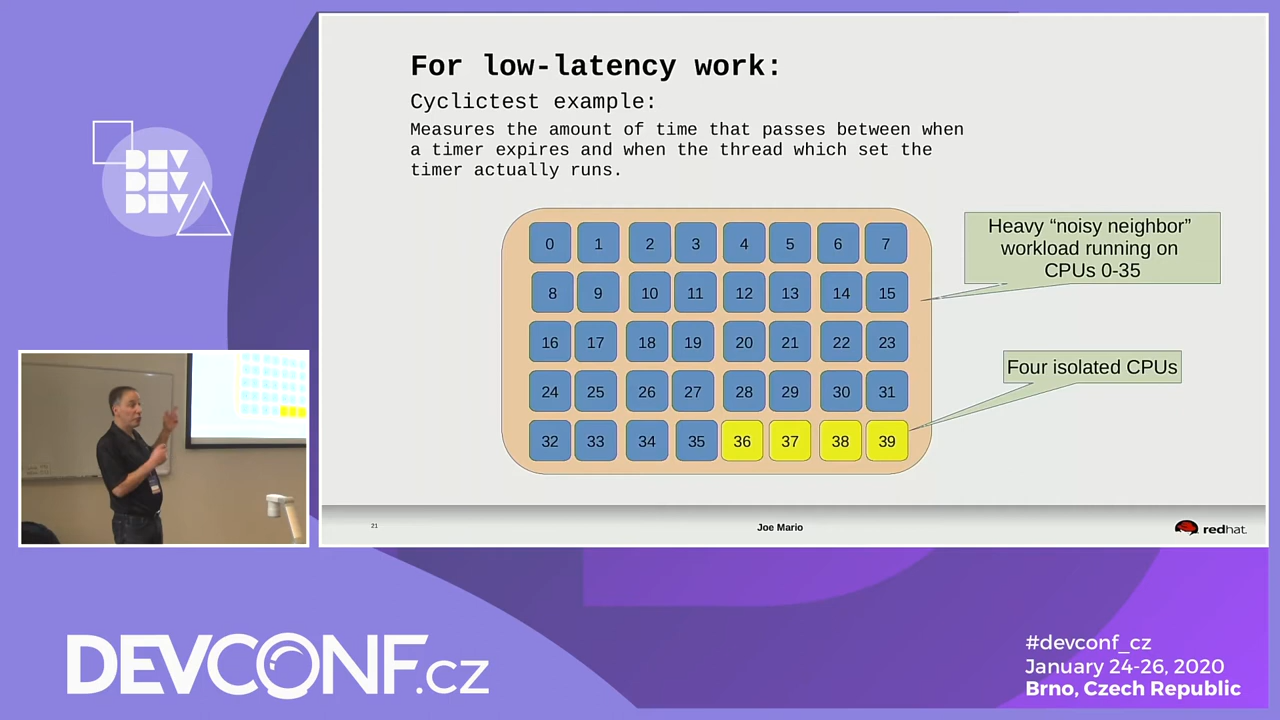 For low-latency work:
Cyclictest example:
Measures the amount of time that passes between when
a timer expires and when the thread which set the
timer actually runs.
0 1 2 3 4 5 6 7
8 9 10 11 12 13 14 15
16 17 18 19 20 21 22 23
24 25 26 27 28 29 30 31
32 33 34 35 36 37 38 39
Heavy “noisy neighbor”
workload running on
CPUs 0-35
Four isolated CPUs
21
Joe Mario
redhat.
DEV
DEV
DEV
DEVCONF.cz
#devconf_cz
January 24-26, 2020
Brno, Czech Republic